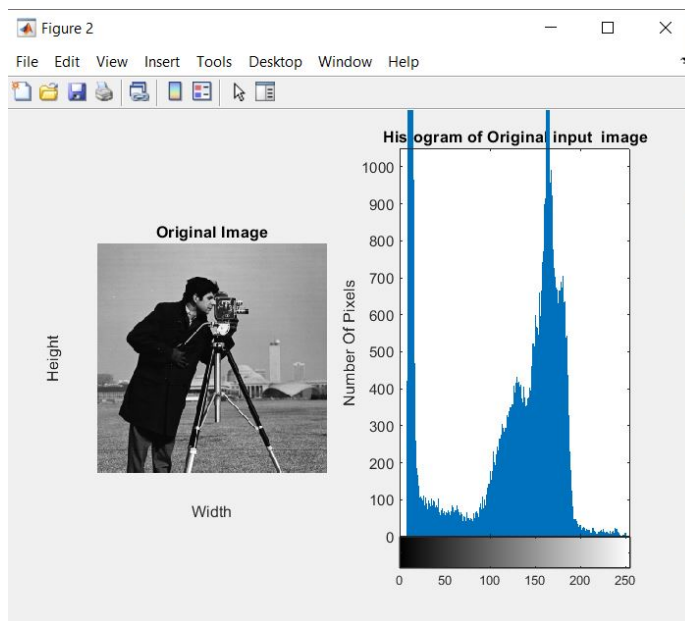 Figure 2
File Edit View Insert Tools Desktop Window Help
Histogram of Original input image
Original Image
Height
Width
Number Of Pixels
1000
900
800
700
600
500
400
300
200
100
0
0 50 100 150 200 250